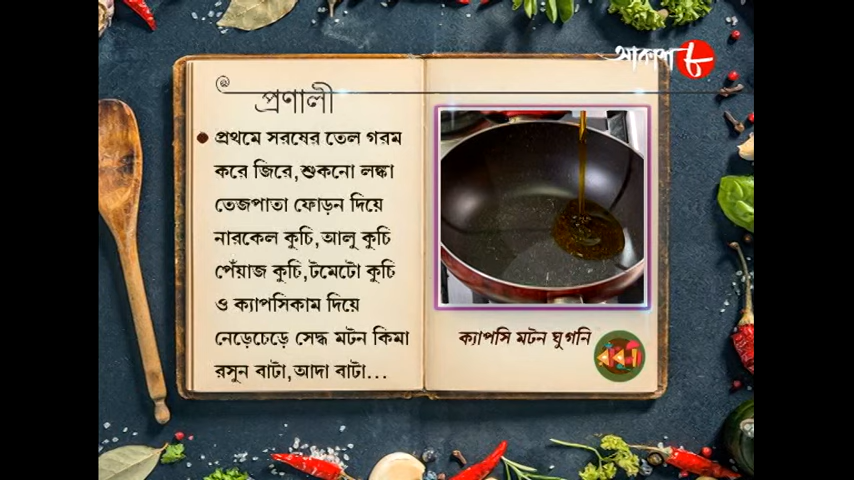 আকাশ ৮
প্রণালী
প্রথমে সরষের তেল গরম
করে জিরে,শুকনো লঙ্কা
তেজপাতা ফোড়ন দিয়ে
নারকেল কুচি,আলু কুচি
পেঁয়াজ কুচি,টমেটো কুচি
ও ক্যাপসিকাম দিয়ে
নেড়েচেড়ে সেদ্ধ মটন কিমা
রসুন বাটা,আদা বাটা...
ক্যাপসি মটন ঘুগনি